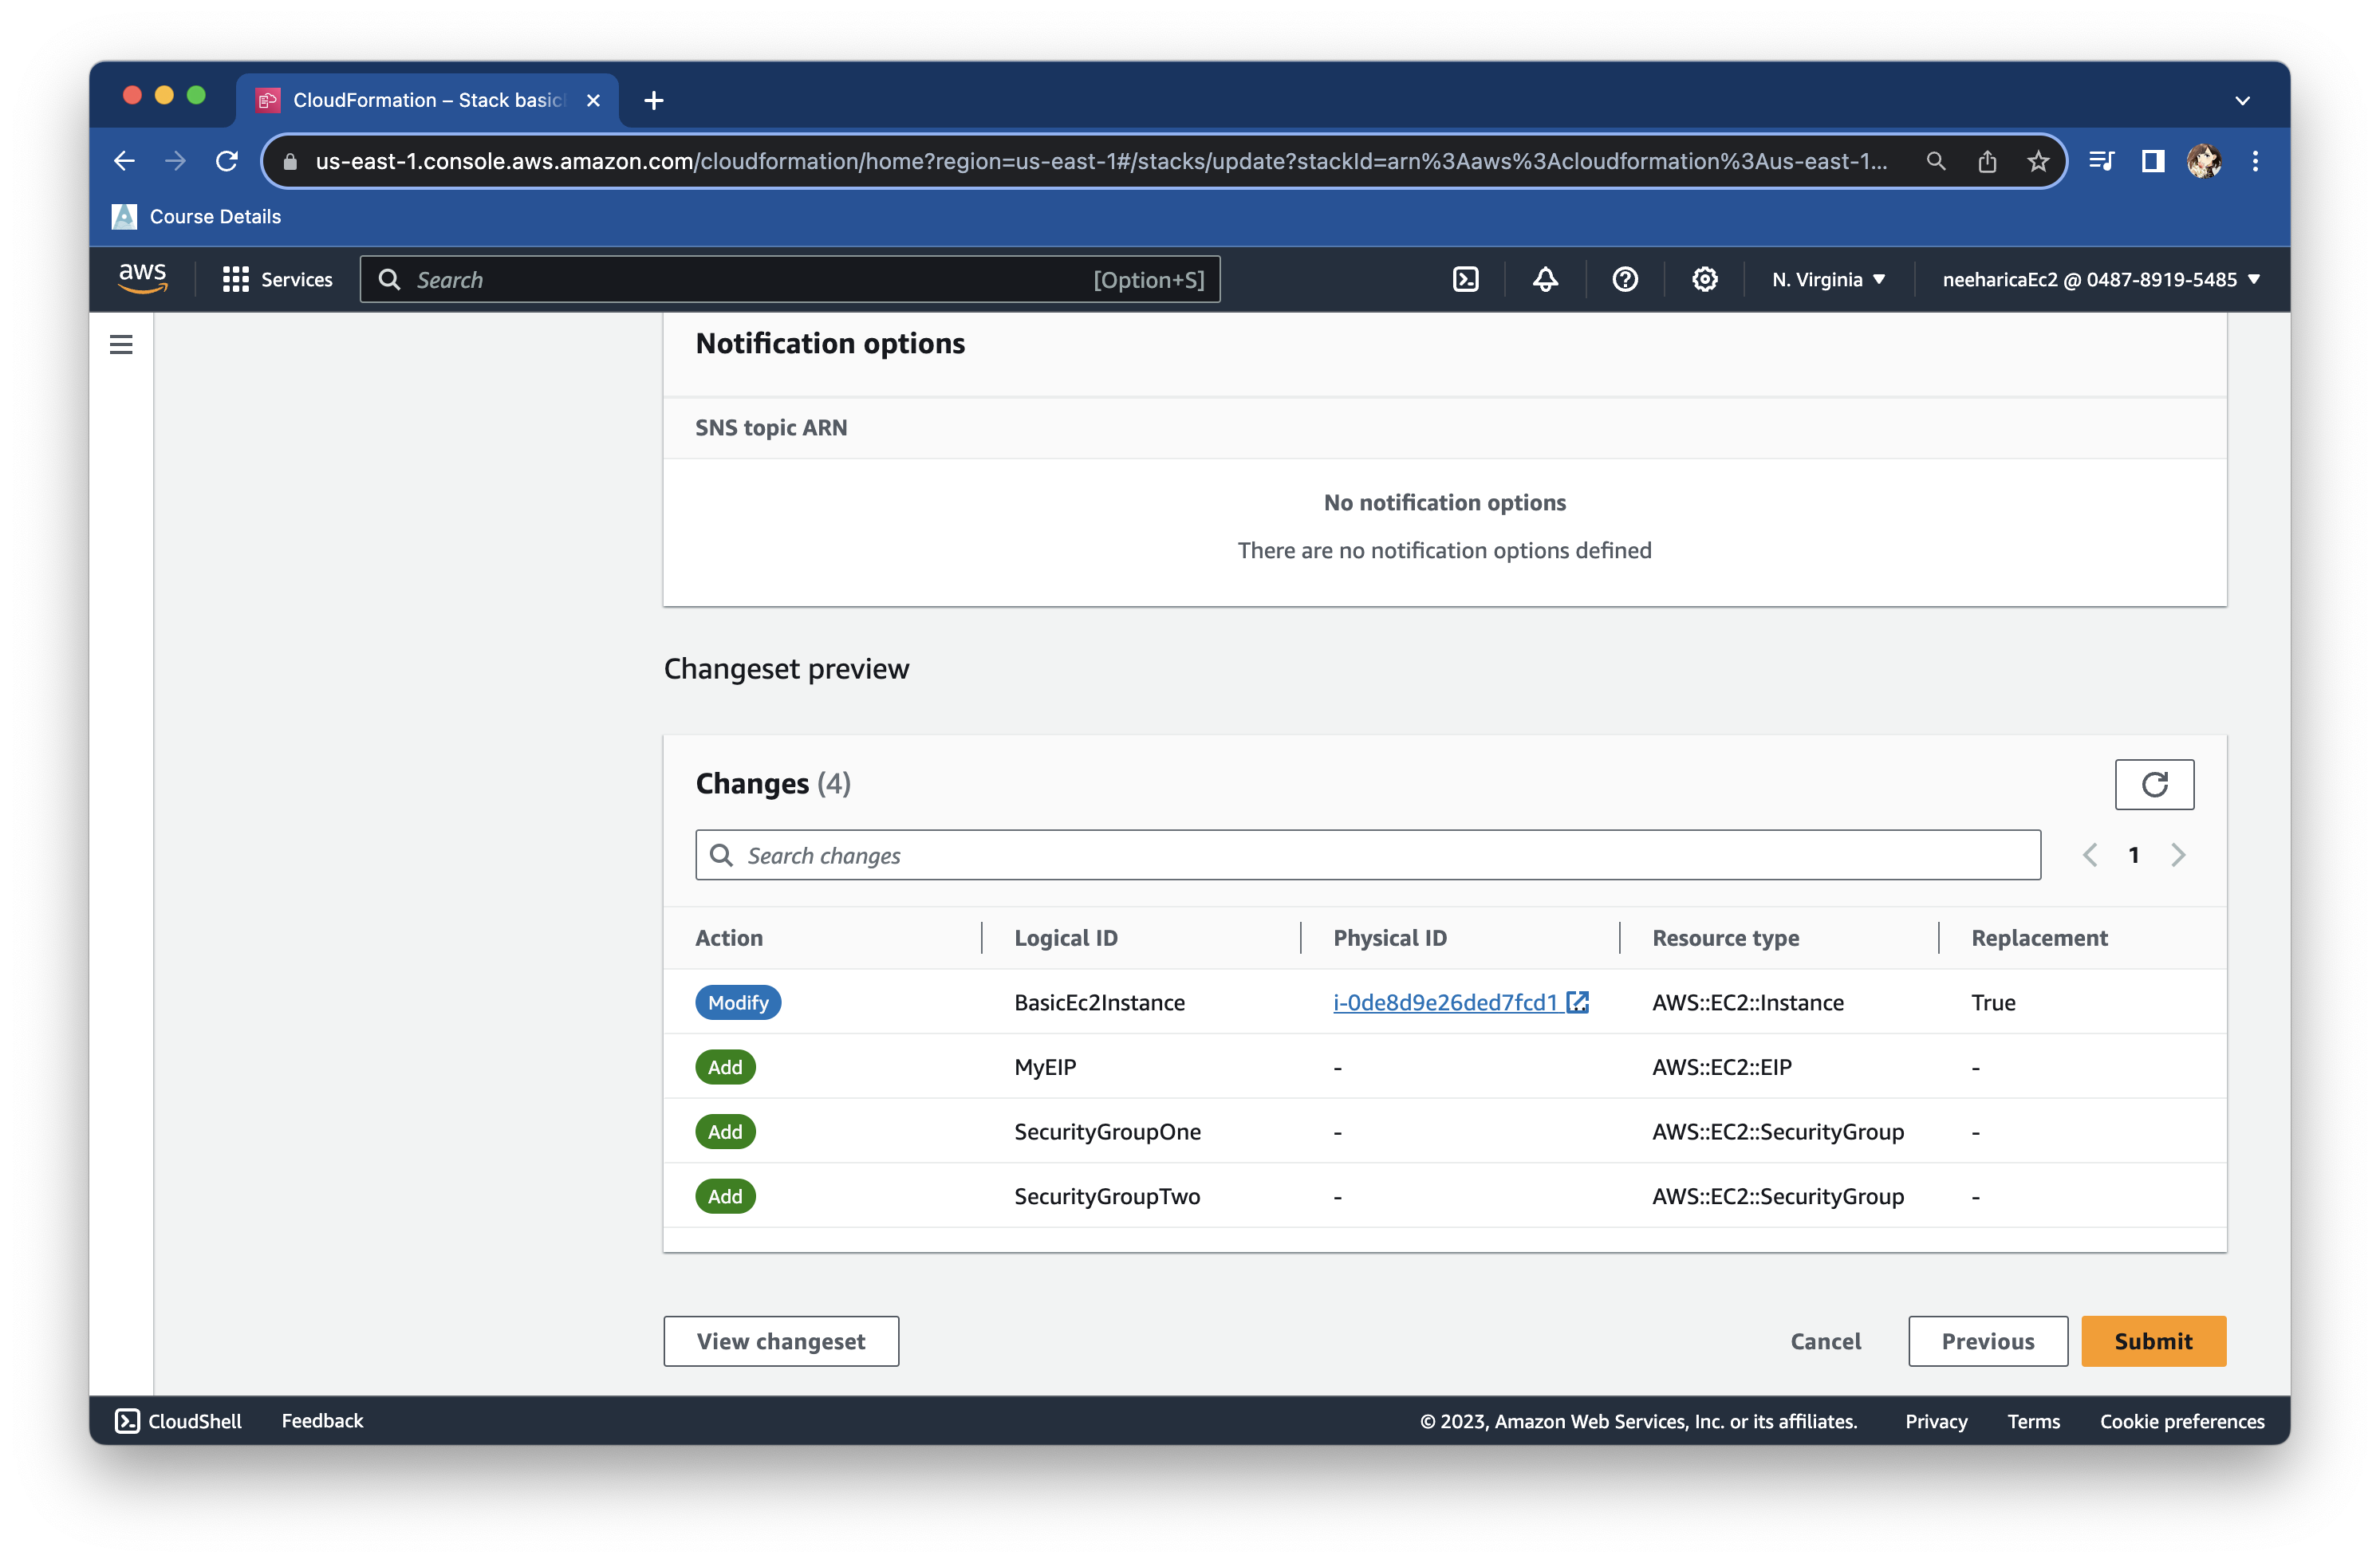 CloudFormation – Stack basic
us-east-1.console.aws.amazon.com/cloudformation/home?region=us-east-1#/stacks/update?stackId=arn%3Aaws%3Acloudformation%3Aus-east-1...
Course Details
aws Services Search [Option+S] N. Virginia neeharicaEc2 @ 0487-8919-5485
Notification options
SNS topic ARN
No notification options
There are no notification options defined
Changeset preview
Changes (4)
Search changes
1
Action Logical ID Physical ID Resource type Replacement
Modify BasicEc2Instance i-0de8d9e26ded7fcd1 AWS::EC2::Instance True
Add MyEIP - AWS::EC2::EIP -
Add SecurityGroupOne - AWS::EC2::SecurityGroup -
Add SecurityGroupTwo - AWS::EC2::SecurityGroup -
View changeset Cancel Previous Submit
CloudShell Feedback © 2023, Amazon Web Services, Inc. or its affiliates. Privacy Terms Cookie preferences